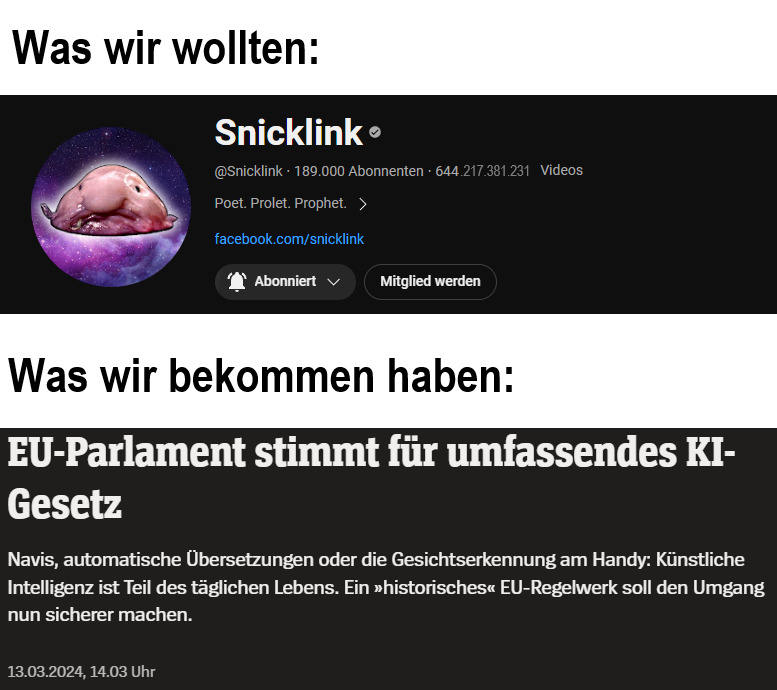 Was wir wollten:
Snicklink
@Snicklink · 189.000 Abonnenten · 644.217.381.231 Videos
Poet. Prolet. Prophet.
facebook.com/snicklink
Abonniert
Mitglied werden
Was wir bekommen haben:
EU-Parlament stimmt für umfassendes KI-
Gesetz
Navis, automatische Übersetzungen oder die Gesichtserkennung am Handy: Künstliche
Intelligenz ist Teil des täglichen Lebens. Ein »historisches« EU-Regelwerk soll den Umgang
nun sicherer machen.
13.03.2024, 14.03 Uhr